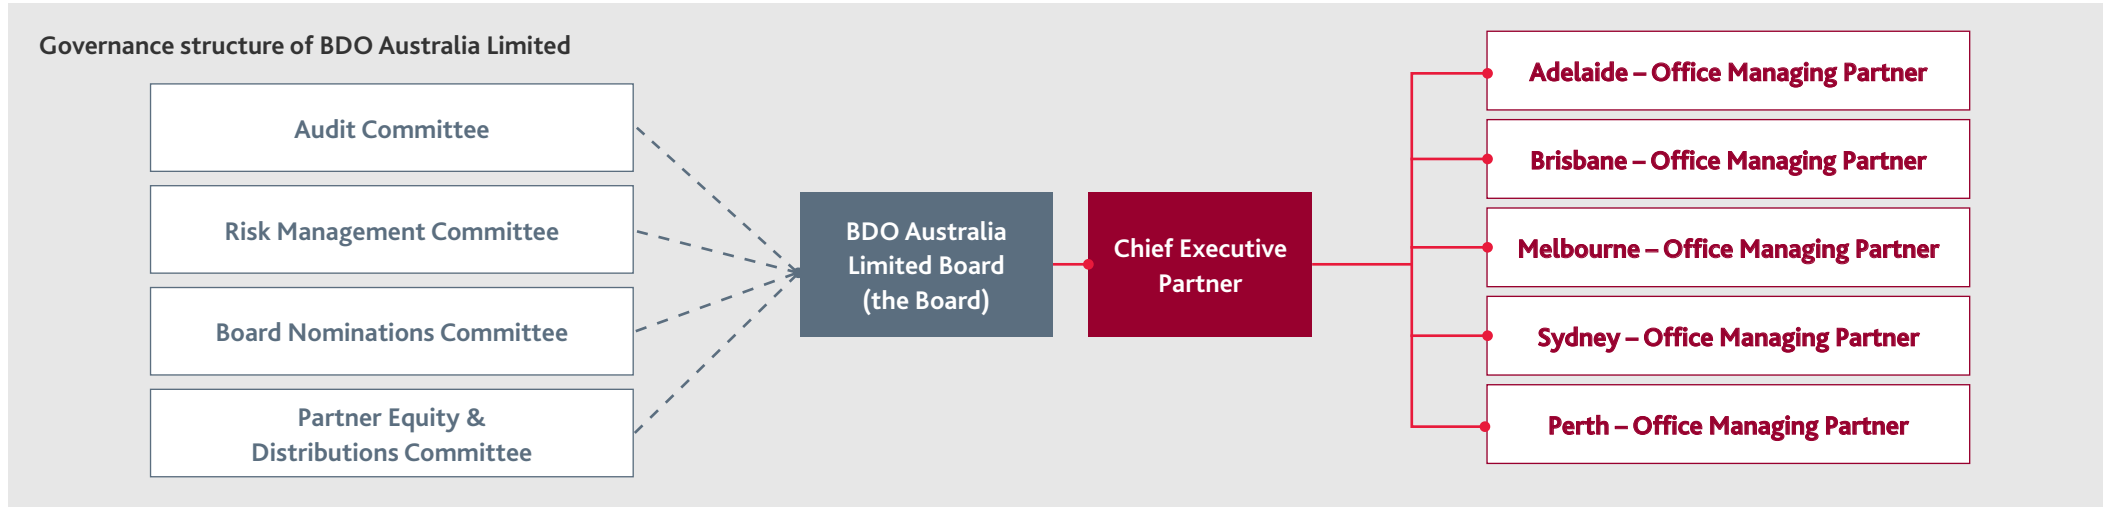 Governance structure of BDO Australia Limited
Audit Committee
Risk Management Committee
Board Nominations Committee
Partner Equity &
Distributions Committee
BDO Australia
Limited Board
(the Board)
Chief Executive
Partner
Adelaide – Office Managing Partner
Brisbane – Office Managing Partner
Melbourne – Office Managing Partner
Sydney – Office Managing Partner
Perth – Office Managing Partner